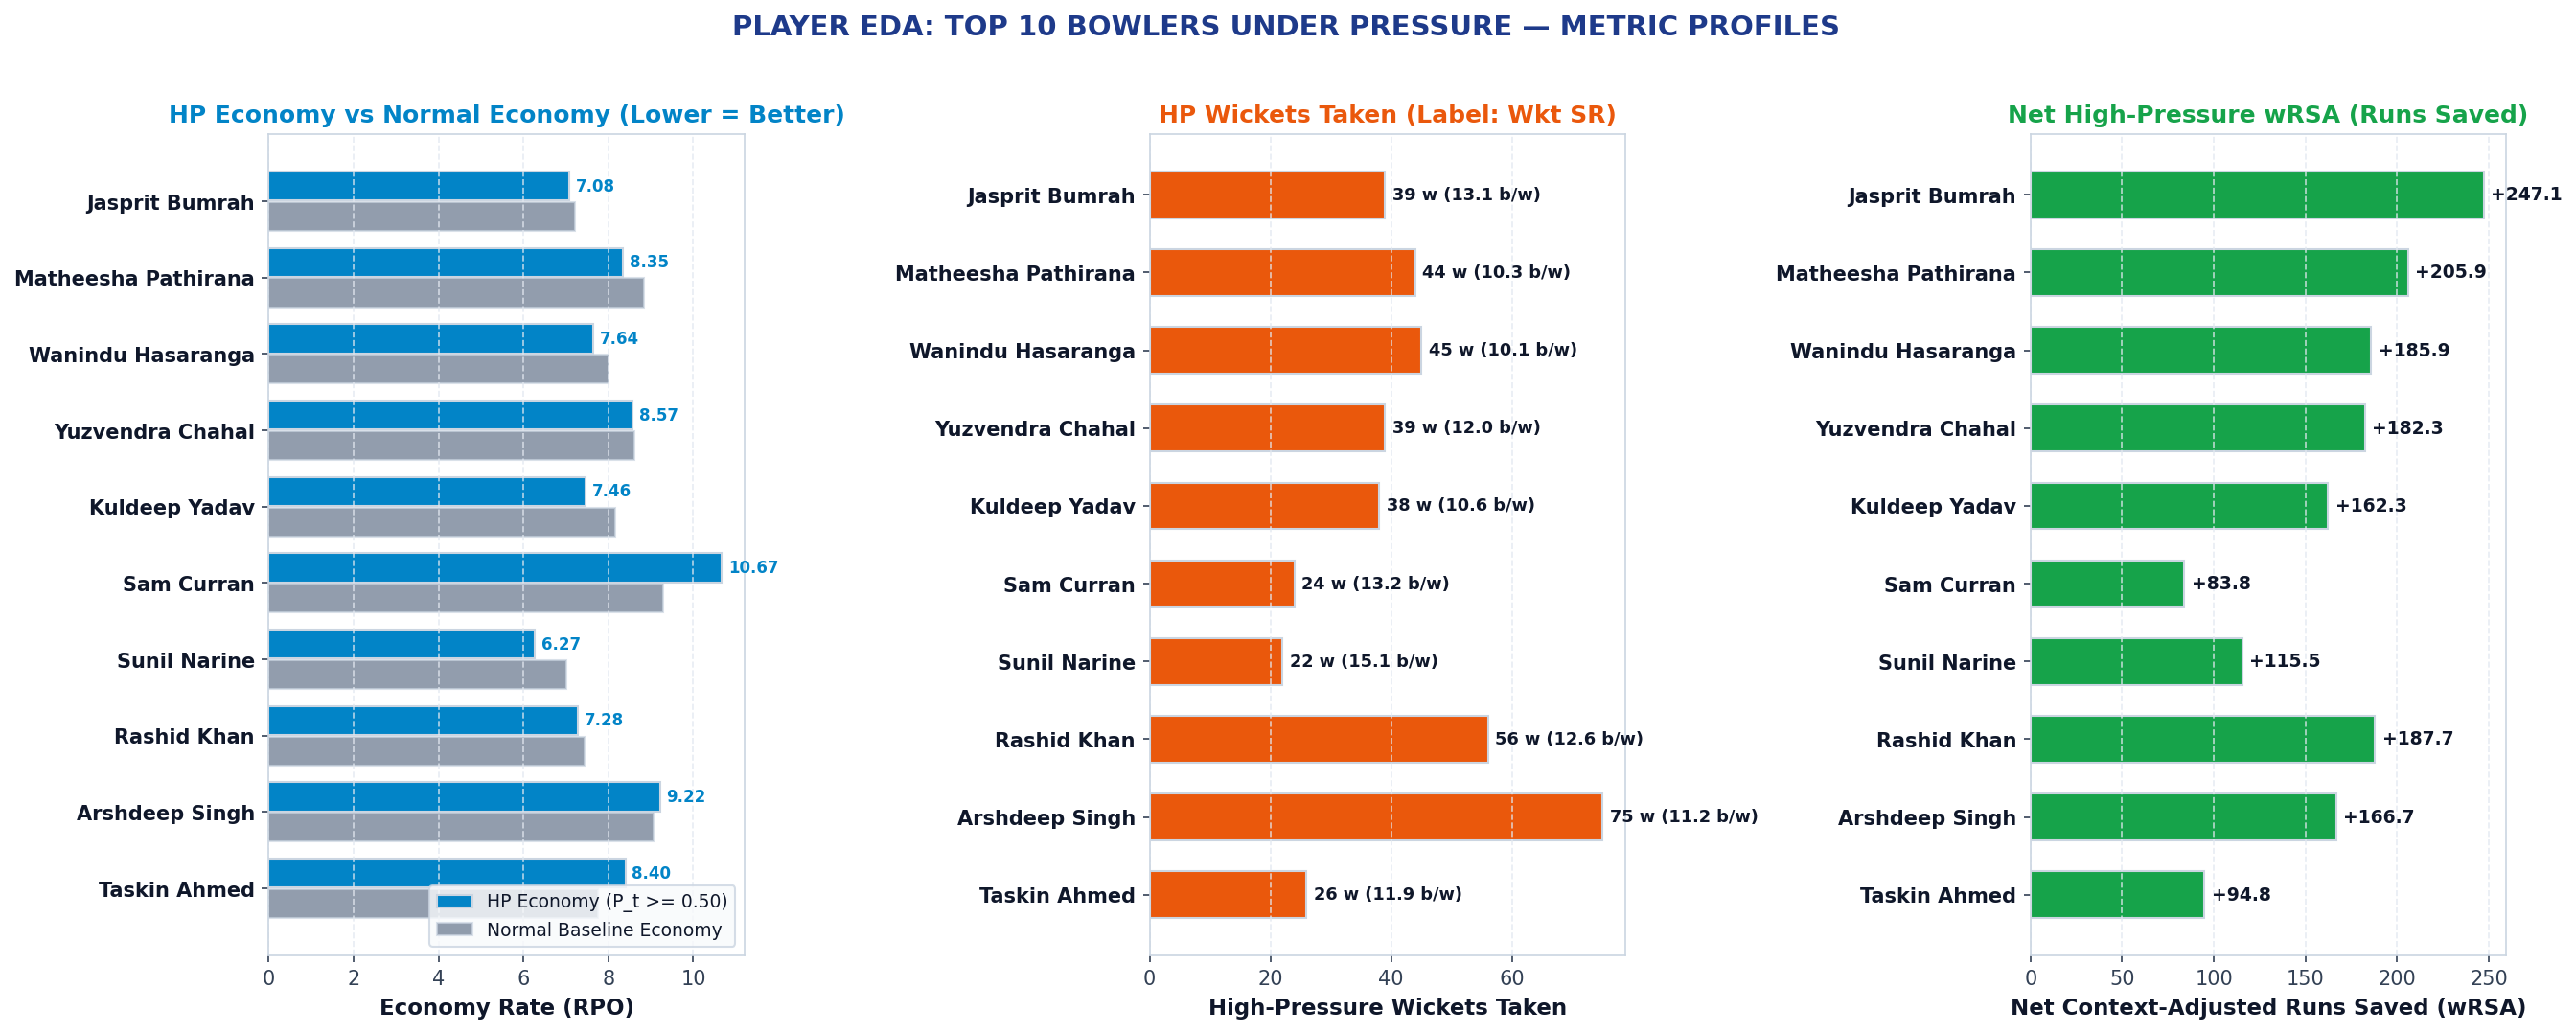 PLAYER EDA: TOP 10 BOWLERS UNDER PRESSURE — METRIC PROFILES
HP Economy vs Normal Economy (Lower = Better)
Jasprit Bumrah
7.08
Matheesha Pathirana
8.35
Wanindu Hasaranga
7.64
Yuzvendra Chahal
8.57
Kuldeep Yadav
7.46
Sam Curran
10.67
Sunil Narine
6.27
Rashid Khan
7.28
Arshdeep Singh
9.22
Taskin Ahmed
8.40
HP Economy (P_t >= 0.50)
Normal Baseline Economy
0 2 4 6 8 10
Economy Rate (RPO)
HP Wickets Taken (Label: Wkt SR)
Jasprit Bumrah
39 w (13.1 b/w)
Matheesha Pathirana
44 w (10.3 b/w)
Wanindu Hasaranga
45 w (10.1 b/w)
Yuzvendra Chahal
39 w (12.0 b/w)
Kuldeep Yadav
38 w (10.6 b/w)
Sam Curran
24 w (13.2 b/w)
Sunil Narine
22 w (15.1 b/w)
Rashid Khan
56 w (12.6 b/w)
Arshdeep Singh
75 w (11.2 b/w)
Taskin Ahmed
26 w (11.9 b/w)
0 20 40 60
High-Pressure Wickets Taken
Net High-Pressure wRSA (Runs Saved)
Jasprit Bumrah
+247.1
Matheesha Pathirana
+205.9
Wanindu Hasaranga
+185.9
Yuzvendra Chahal
+182.3
Kuldeep Yadav
+162.3
Sam Curran
+83.8
Sunil Narine
+115.5
Rashid Khan
+187.7
Arshdeep Singh
+166.7
Taskin Ahmed
+94.8
0 50 100 150 200 250
Net Context-Adjusted Runs Saved (wRSA)